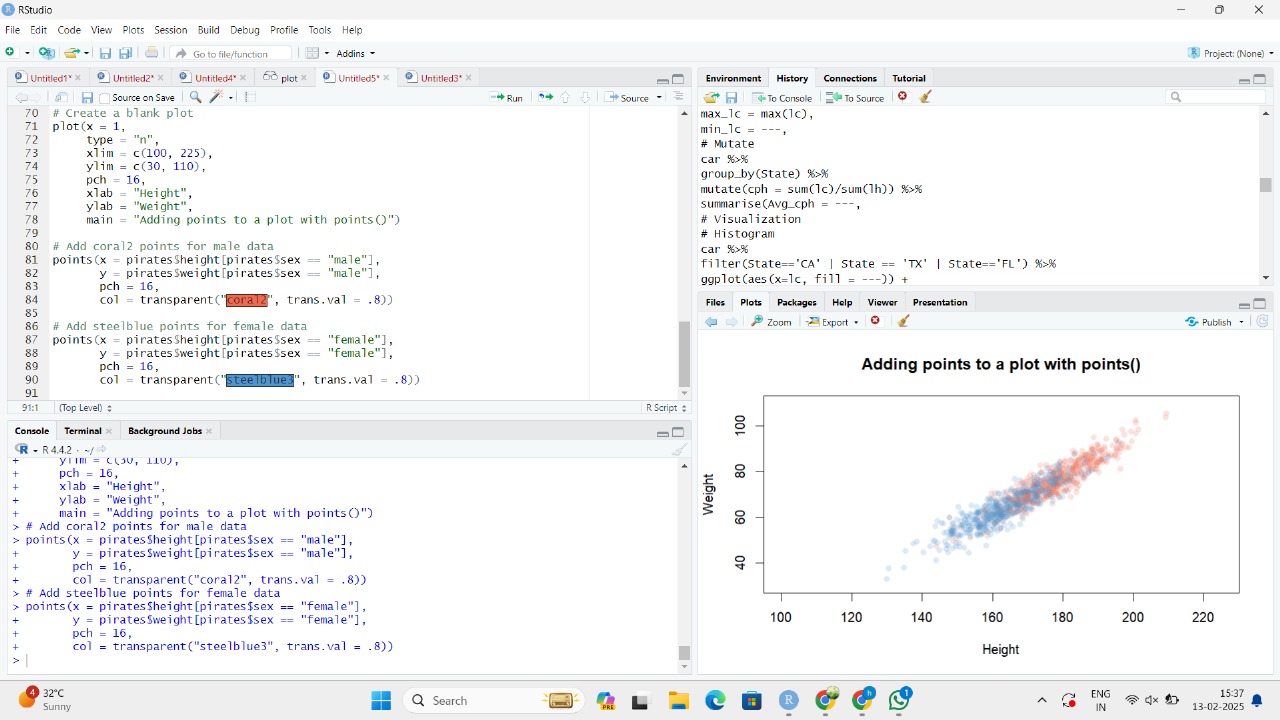 RStudio
File Edit Code View Plots Session Build Debug Profile Tools Help
Go to file/function Addins Project: (None)
Untitled1* Untitled2* Untitled4* plot Untitled5* Untitled3*
Source on Save Run Source
70 # Create a blank plot
71 plot(x = 1,
72 type = "n",
73 xlim = c(100, 225),
74 ylim = c(30, 110),
75 pch = 16,
76 xlab = "Height",
77 ylab = "Weight",
78 main = "Adding points to a plot with points()")
79
80 # Add coral2 points for male data
81 points(x = pirates$height[pirates$sex == "male"],
82 y = pirates$weight[pirates$sex == "male"],
83 pch = 16,
84 col = transparent("coral2", trans.val = .8))
85
86 # Add steelblue points for female data
87 points(x = pirates$height[pirates$sex == "female"],
88 y = pirates$weight[pirates$sex == "female"],
89 pch = 16,
90 col = transparent("steelblue3", trans.val = .8))
91
91:1 (Top Level) R Script
Console Terminal Background Jobs
R 4.4.2 · ~/
+ ylim = c(30, 110),
+ pch = 16,
+ xlab = "Height",
+ ylab = "Weight",
+ main = "Adding points to a plot with points()")
> # Add coral2 points for male data
> points(x = pirates$height[pirates$sex == "male"],
+ y = pirates$weight[pirates$sex == "male"],
+ pch = 16,
+ col = transparent("coral2", trans.val = .8))
> # Add steelblue points for female data
> points(x = pirates$height[pirates$sex == "female"],
+ y = pirates$weight[pirates$sex == "female"],
+ pch = 16,
+ col = transparent("steelblue3", trans.val = .8))
>
Environment History Connections Tutorial
To Console To Source
max_lc = max(lc),
min_lc = ---,
# Mutate
car %>%
group_by(State) %>%
mutate(cph = sum(lc)/sum(lh)) %>%
summarise(Avg_cph = ---,
# Visualization
# Histogram
car %>%
filter(State=='CA' | State == 'TX' | State=='FL') %>%
ggplot(aes(x=lc, fill = ---)) +
Files Plots Packages Help Viewer Presentation
Zoom Export Publish
Adding points to a plot with points()
Weight
100
80
60
40
100 120 140 160 180 200 220
Height
4
32°C
Sunny
Search
PRE
h
1
ENG
IN
15:37
13-02-2025